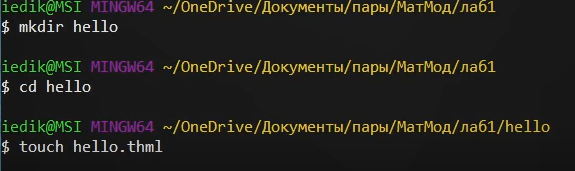 iedik@MSI MINGW64 ~/OneDrive/Документы/пары/МатМод/лаб1
$ mkdir hello
iedik@MSI MINGW64 ~/OneDrive/Документы/пары/МатМод/лаб1
$ cd hello
iedik@MSI MINGW64 ~/OneDrive/Документы/пары/МатМод/лаб1/hello
$ touch hello.thml